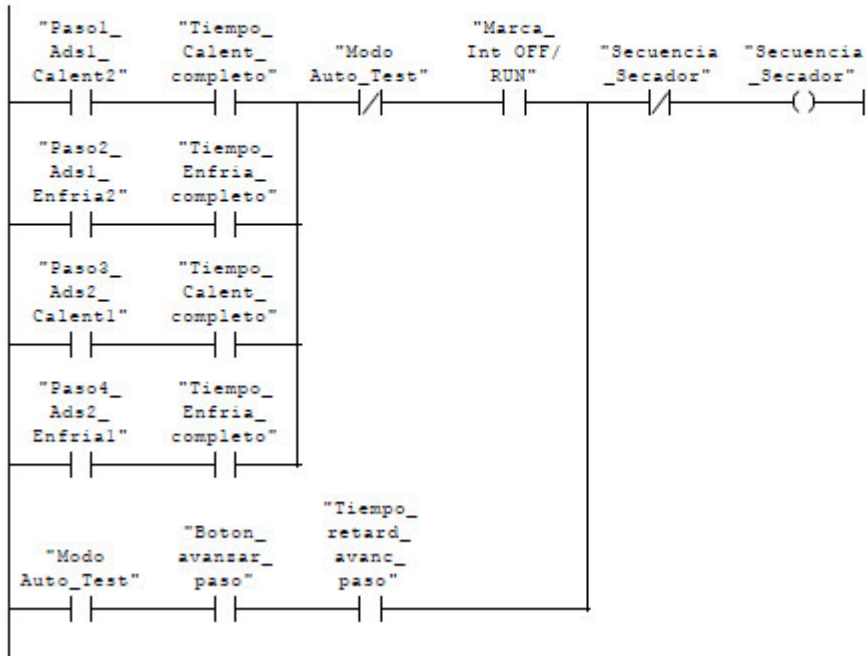 "Paso1_
Ads1_
Calent2"
"Tiempo_
Calent_
completo"
"Modo
Auto_Test"
"Marca_
Int OFF/
RUN"
"Secuencia
_Secador"
"Secuencia
_Secador"
"Paso2_
Ads1_
Enfria2"
"Tiempo_
Enfria_
completo"
"Paso3_
Ads2_
Calent1"
"Tiempo_
Calent_
completo"
"Paso4_
Ads2_
Enfria1"
"Tiempo_
Enfria_
completo"
"Modo
Auto_Test"
"Boton_
avanzar_
paso"
"Tiempo_
retard_
avanc_
paso"